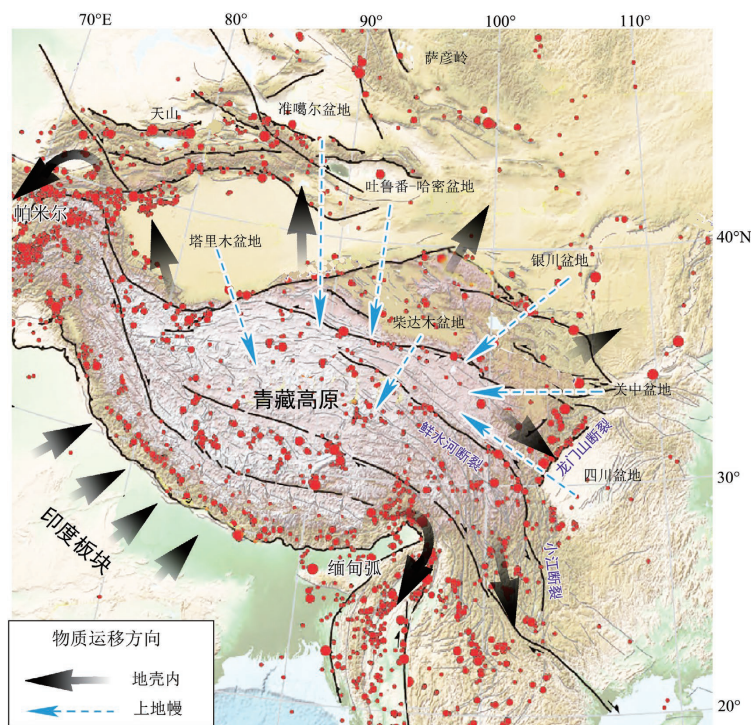 70°E
80°
90°
100°
110°
萨彦岭
天山
准噶尔盆地
吐鲁番-哈密盆地
帕米尔
40°N
塔里木盆地
银川盆地
柴达木盆地
青藏高原
关中盆地
鲜水河断裂
龙门山断裂
30°
四川盆地
印度板块
缅甸弧
小江断裂
物质运移方向
地壳内
上地幔
20°